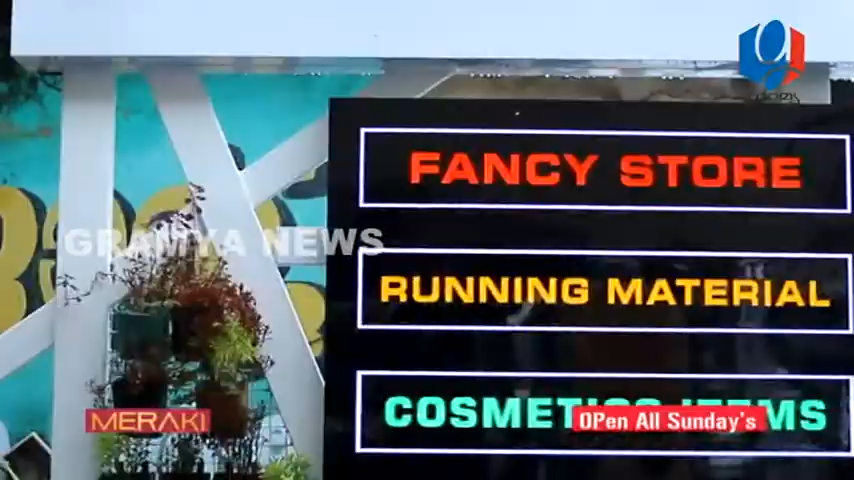 FANCY STORE
GRAMYA NEWS
RUNNING MATERIAL
COSMETICS ITEMS
MERAKI
OPen All Sunday's